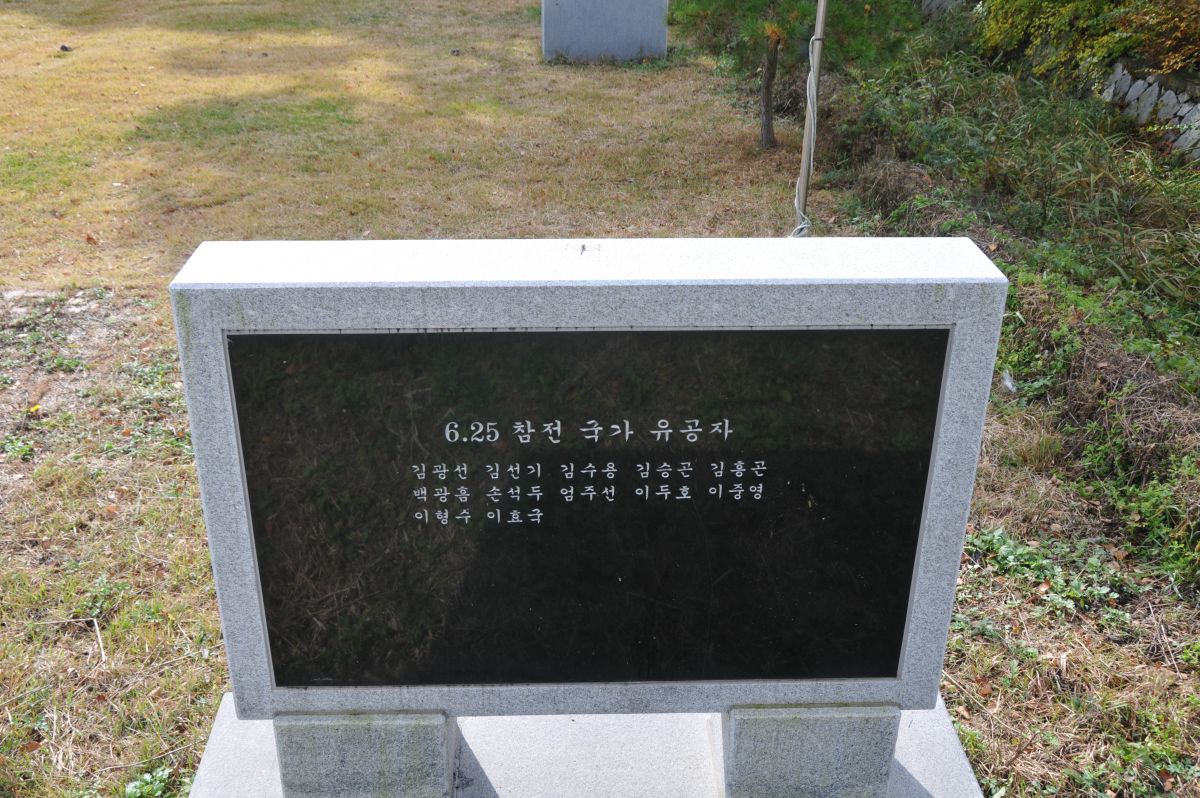 6.25 참전 국가 유공자
김광선 김선기 김수용 김승곤 김흥곤
백광흠 손석두 엄주선 이두호 이중영
이형수 이효국